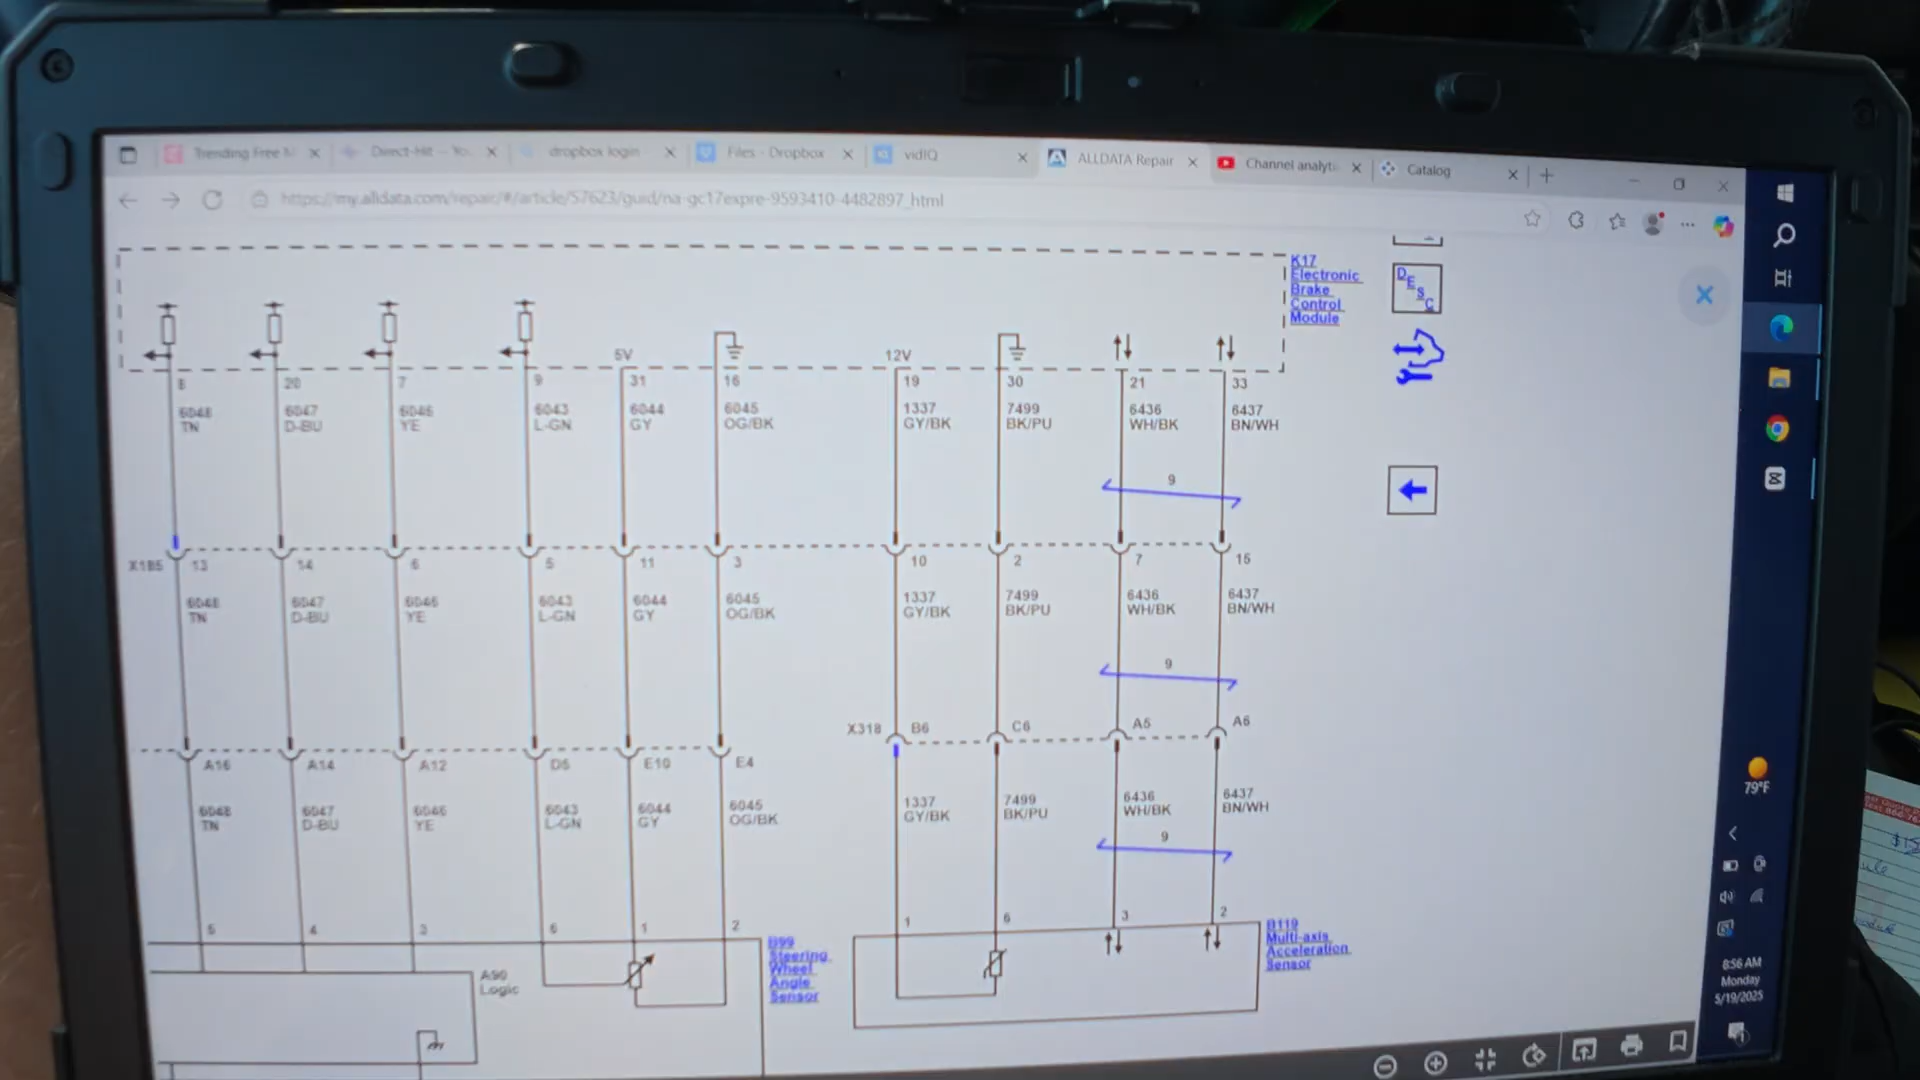 Trending Free M
Direct-Hit -- Yo
dropbox login
Files - Dropbox
vidIQ
ALLDATA Repair
Channel analyti
Catalog
https://my.alldata.com/repair/#/article/57623/guid/na-gc17expre-9593410-4482897_html
K17
Electronic
Brake
Control
Module
DESC
5V
12V
8 20 7 9 31 16 19 30 21 33
6048 6047 6046 6043 6044 6045 1337 7499 6436 6437
TN D-BU YE L-GN GY OG/BK GY/BK BK/PU WH/BK BN/WH
9
X185 13 14 6 5 11 3 10 2 7 15
6048 6047 6046 6043 6044 6045 1337 7499 6436 6437
TN D-BU YE L-GN GY OG/BK GY/BK BK/PU WH/BK BN/WH
9
X318 B6 C6 A5 A6
A16 A14 A12 D5 E10 E4
6048 6047 6046 6043 6044 6045 1337 7499 6436 6437
TN D-BU YE L-GN GY OG/BK GY/BK BK/PU WH/BK BN/WH
9
5 4 3 6 1 2 1 6 3 2
A90
Logic
B99
Steering
Wheel
Angle
Sensor
B119
Multi-axis
Acceleration
Sensor
79°F
8:56 AM
Monday
5/19/2025